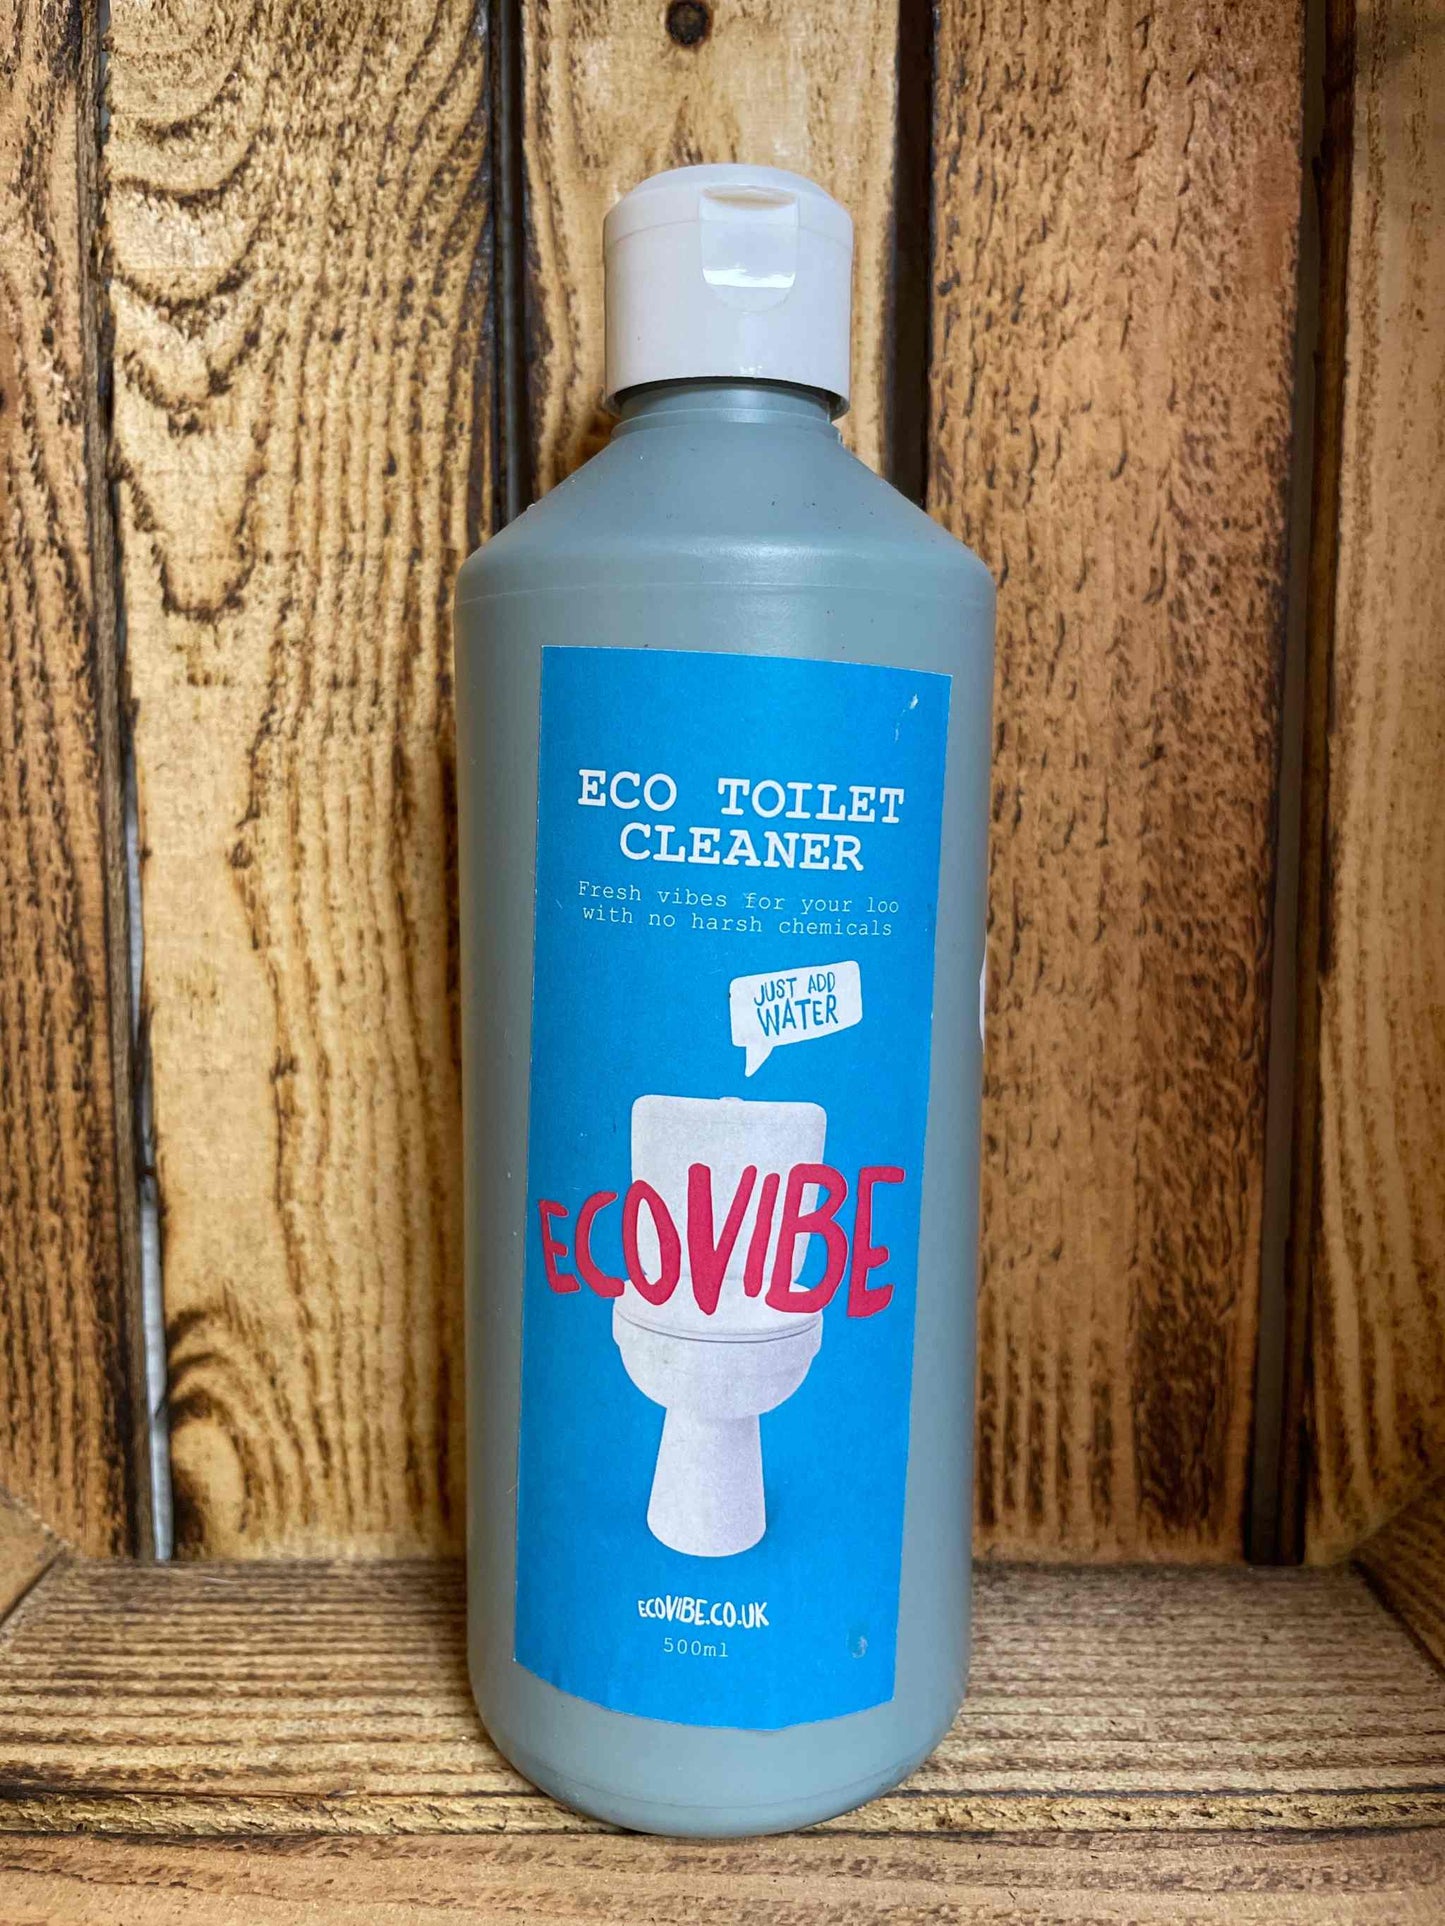 ECO TOILET
CLEANER
Fresh vibes for your loo
with no harsh chemicals
JUST ADD
WATER
ECOVIBE
ECOVIBE.CO.UK
500ml